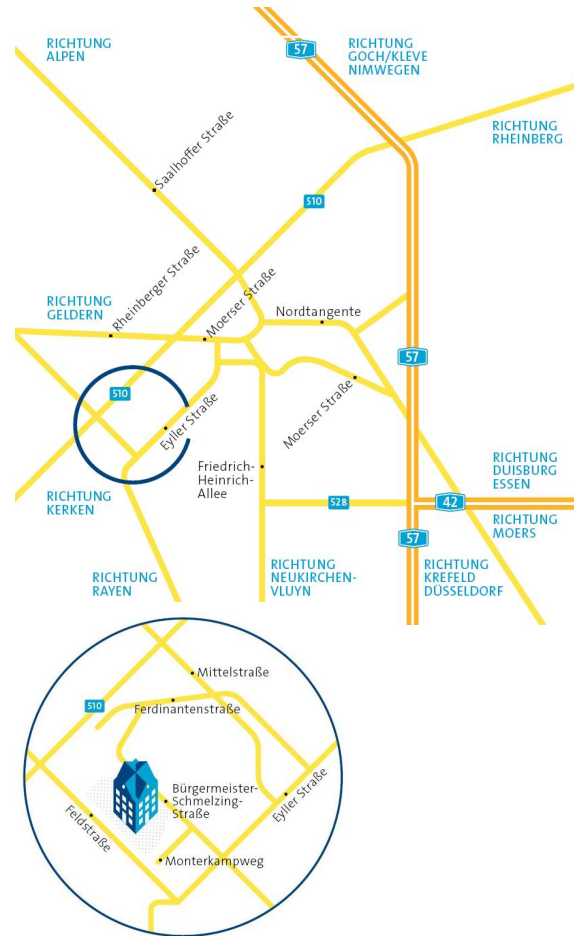 RICHTUNG
ALPEN
57
RICHTUNG
GOCH/KLEVE
NIMWEGEN
RICHTUNG
RHEINBERG
Saalhoffer Straße
510
Rheinberger Straße
Moerser Straße
RICHTUNG
GELDERN
Nordtangente
57
510
Eyller Straße
Moerser Straße
Friedrich-
Heinrich-
Allee
RICHTUNG
DUISBURG
ESSEN
RICHTUNG
KERKEN
528
42
RICHTUNG
MOERS
57
RICHTUNG
RAYEN
RICHTUNG
NEUKIRCHEN-
VLUYN
RICHTUNG
KREFELD
DÜSSELDORF
Mittelstraße
510
Ferdinantenstraße
Bürgermeister-
Schmelzing-
Straße
Eyller Straße
Feldstraße
Monterkampweg